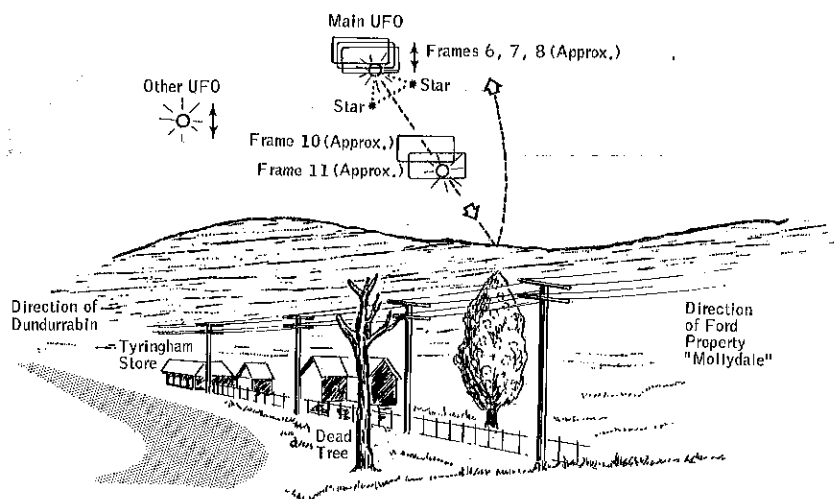 Main UFO
Frames 6, 7, 8 (Approx.)
Star
Star
Other UFO
Frame 10 (Approx.)
Frame 11 (Approx.)
Direction of
Dundurrabin
Tyringham
Store
Direction
of Ford
Property
"Mollydale"
Dead
Tree